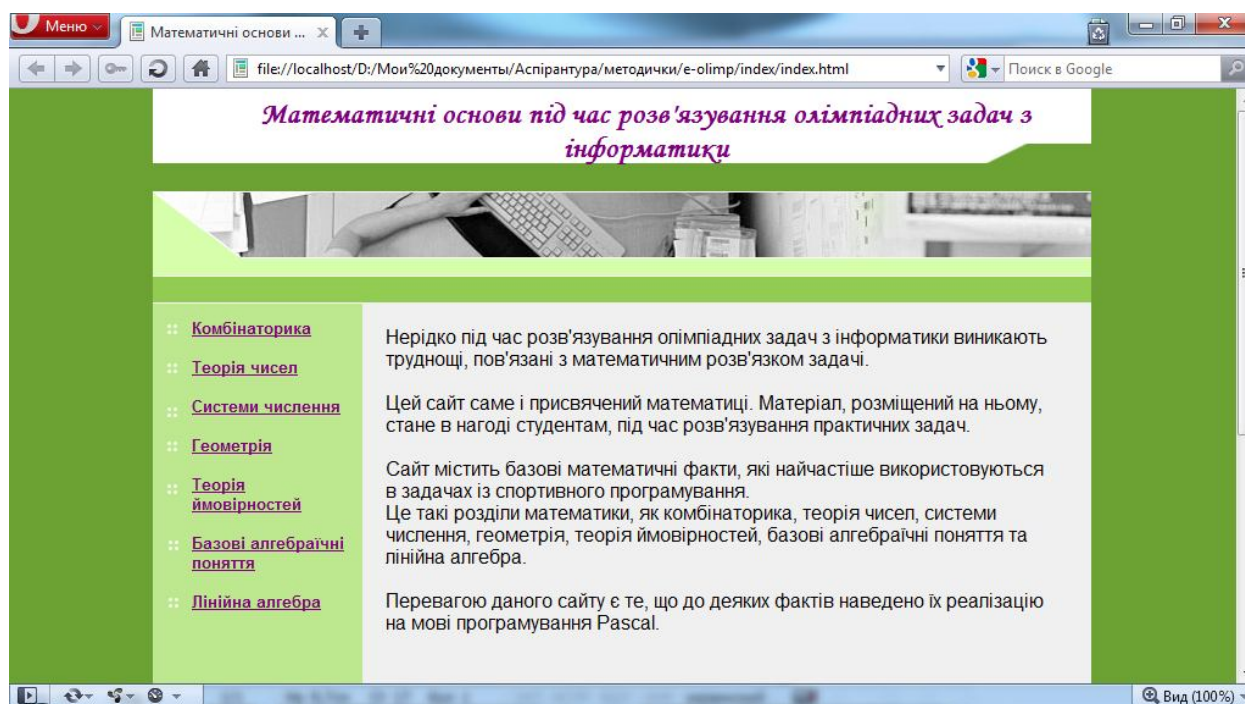 Меню
Математичні основи ...
file://localhost/D:/Мои%20документы/Аспірантура/методички/e-olimp/index/index.html
Поиск в Google
Математичні основи під час розв'язування олімпіадних задач з
інформатики
Комбінаторика
Теорія чисел
Системи числення
Геометрія
Теорія
ймовірностей
Базові алгебраїчні
поняття
Лінійна алгебра
Нерідко під час розв'язування опімпіадних задач з інформатики виникають
труднощі, пов'язані з математичним розв'язком задачі.
Цей сайт саме і присвячений математиці. Матеріал, розміщений на ньому,
стане в нагоді студентам, під час розв'язування практичних задач.
Сайт містить базові математичні факти, які найчастіше використовуються
в задачах із спортивного програмування.
Це такі розділи математики, як комбінаторика, теорія чисел, системи
числення, геометрія, теорія ймовірностей, базові алгебраїчні поняття та
лінійна алгебра.
Перевагою даного сайту є те, що до деяких фактів наведено їх реалізацію
на мові програмування Pascal.
Вид (100%)